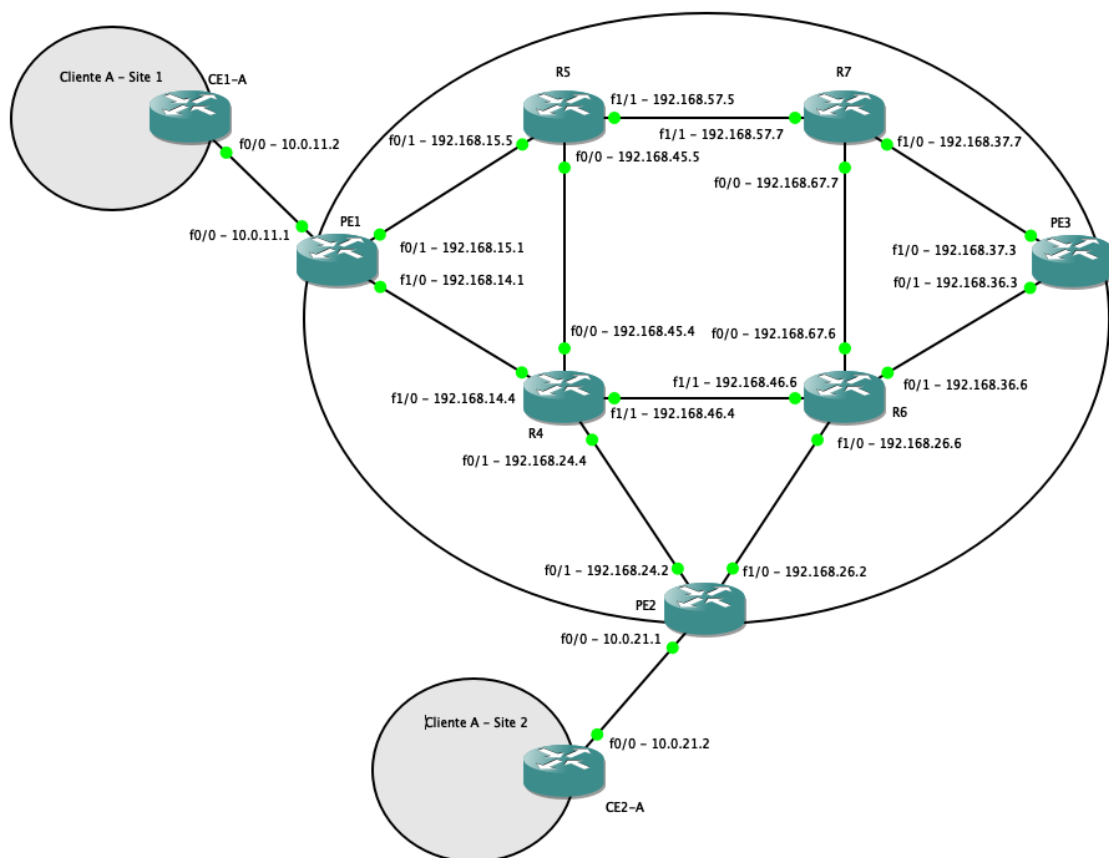 R5
R7
Cliente A – Site 1
CE1-A
f1/1 – 192.168.57.5
f1/1 – 192.168.57.7
f0/1 – 192.168.15.5
f1/0 – 192.168.37.7
f0/0 – 10.0.11.2
f0/0 – 192.168.45.5
f0/0 – 192.168.67.7
PE1
PE3
f0/0 – 10.0.11.1
f0/1 – 192.168.15.1
f1/0 – 192.168.37.3
f1/0 – 192.168.14.1
f0/1 – 192.168.36.3
f0/0 – 192.168.45.4
f0/0 – 192.168.67.6
f1/1 – 192.168.46.6
f0/1 – 192.168.36.6
f1/0 – 192.168.14.4
f1/1 – 192.168.46.4
R6
R4
f1/0 – 192.168.26.6
f0/1 – 192.168.24.4
f0/1 – 192.168.24.2
f1/0 – 192.168.26.2
PE2
f0/0 – 10.0.21.1
Cliente A – Site 2
f0/0 – 10.0.21.2
CE2-A